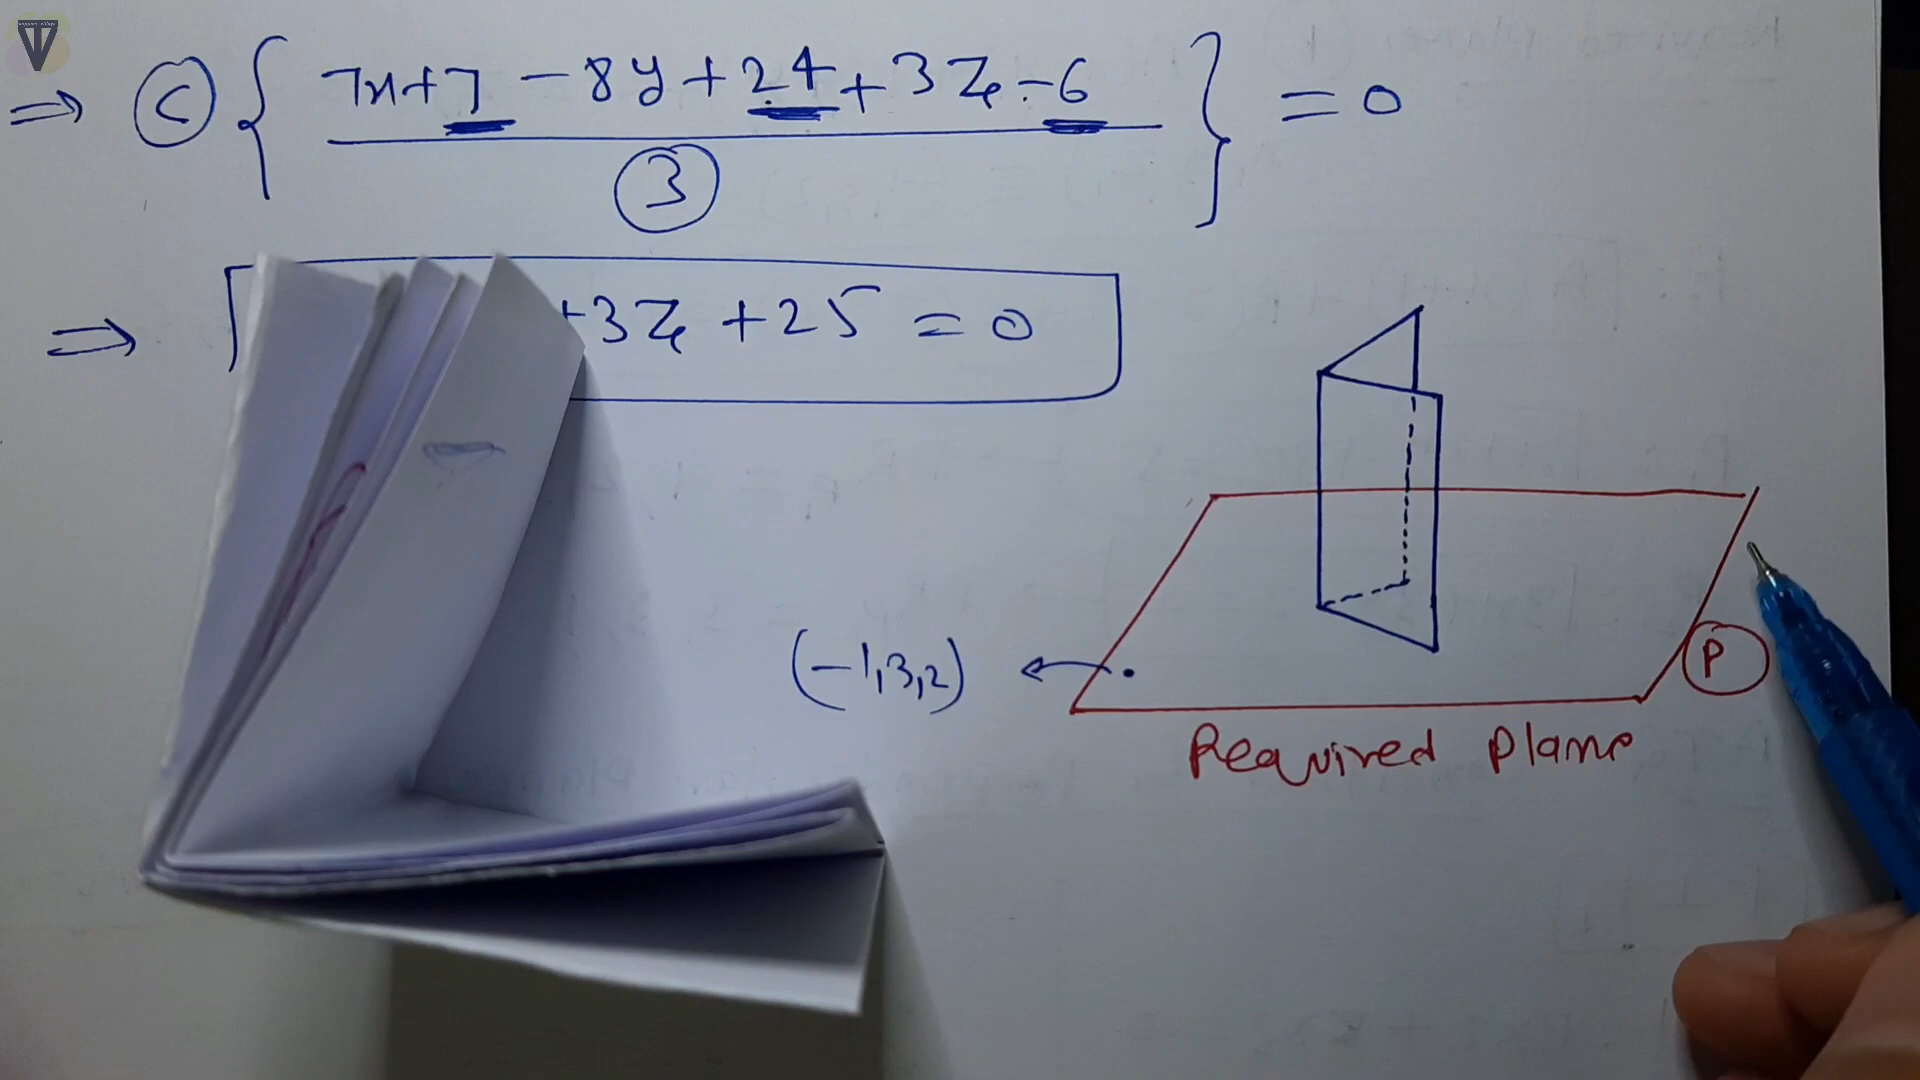 ⇒ c { 7x+7 - 8y + 24 + 3z - 6 / 3 } = 0
⇒ +3z + 25 = 0
(-1,3,2)
P
Required Plane